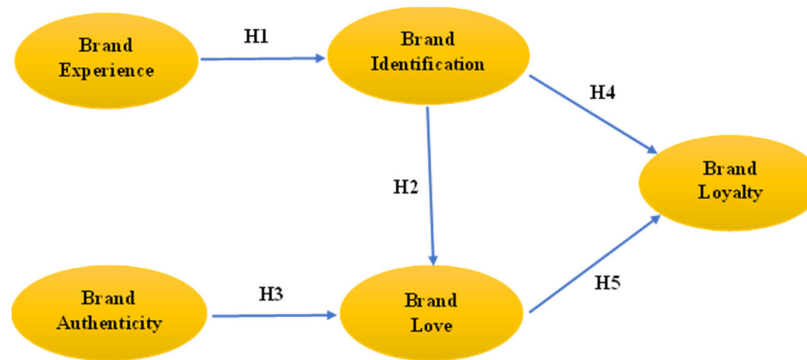 Brand
Experience
H1
Brand
Identification
H4
Brand
Loyalty
H2
Brand
Authenticity
H3
Brand
Love
H5